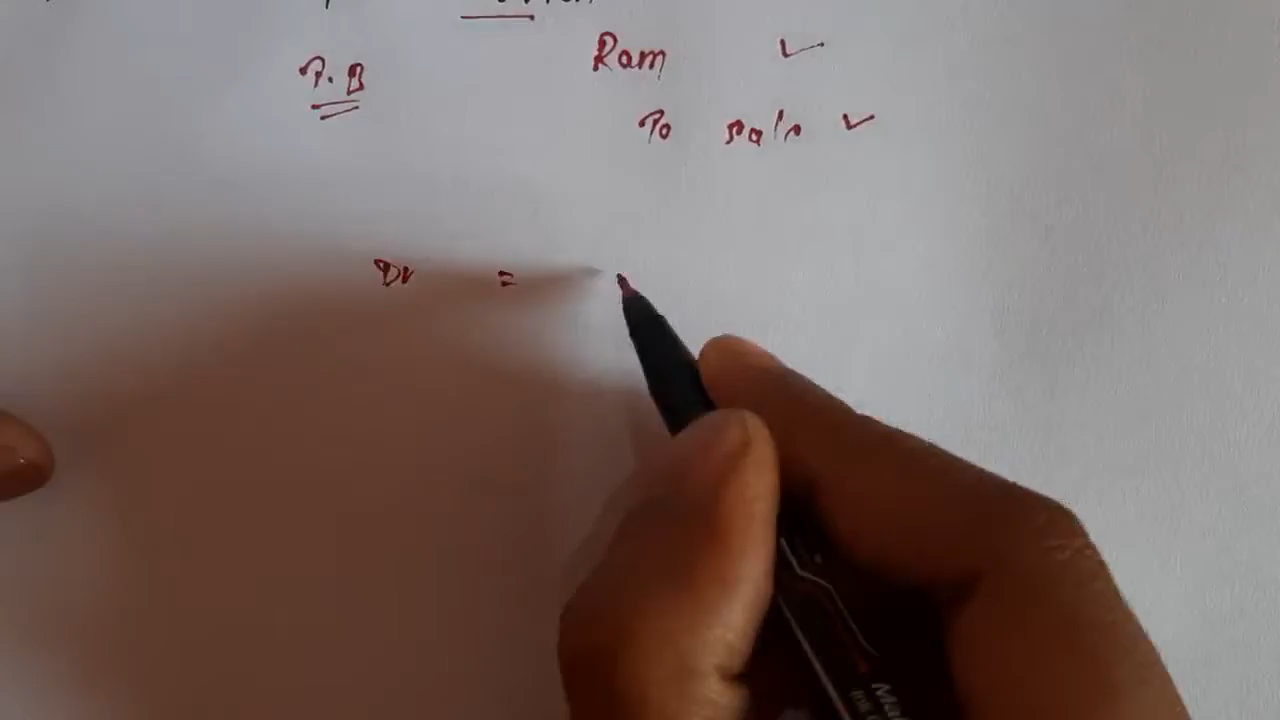 T.B
Ram ✓
To sale ✓
Dr =